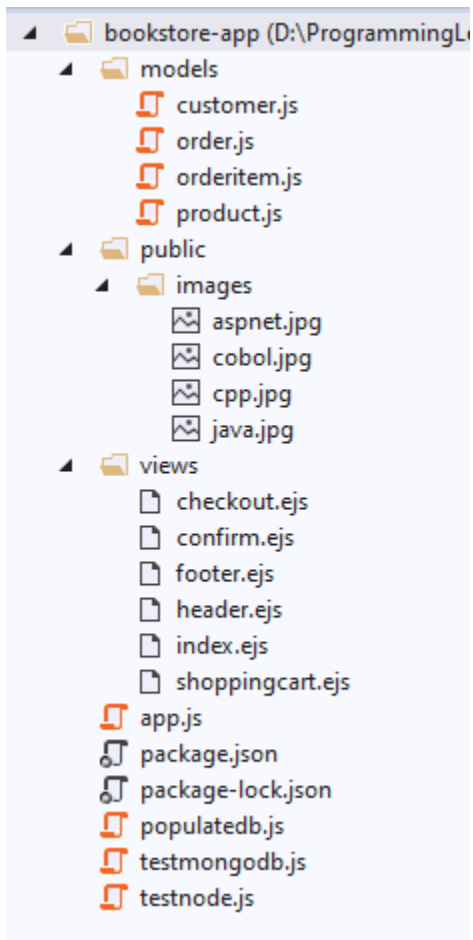 bookstore-app (D:\ProgrammingL
models
customer.js
order.js
orderitem.js
product.js
public
images
aspnet.jpg
cobol.jpg
cpp.jpg
java.jpg
views
checkout.ejs
confirm.ejs
footer.ejs
header.ejs
index.ejs
shoppingcart.ejs
app.js
package.json
package-lock.json
populatedb.js
testmongodb.js
testnode.js